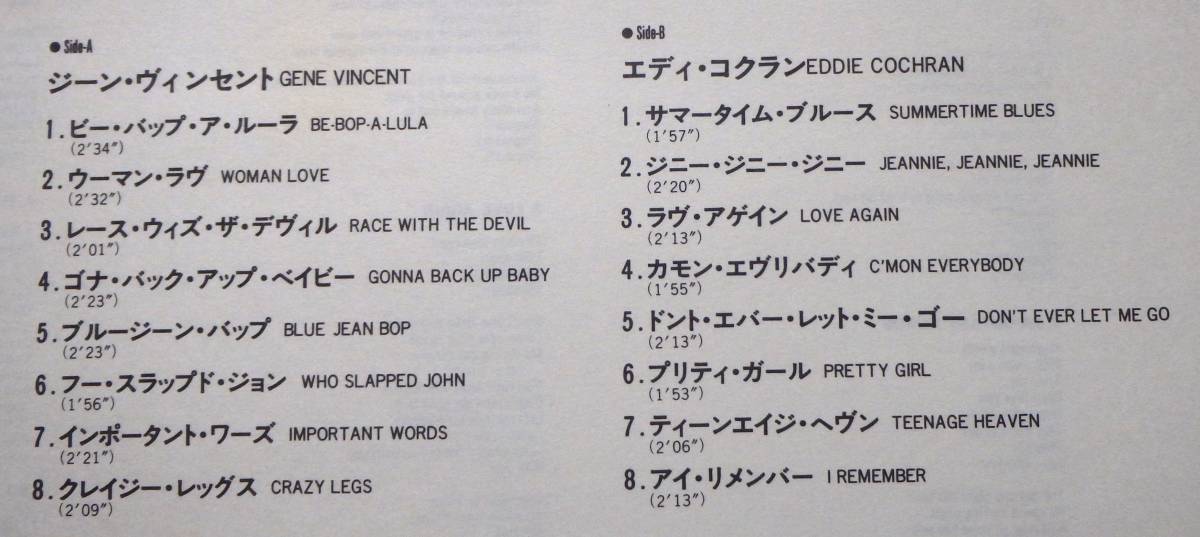 ● Side-A
ジーン・ヴィンセント GENE VINCENT
1.ビー・バップ・ア・ルーラ BE-BOP-A-LULA
(2'34")
2.ウーマン・ラヴ WOMAN LOVE
(2'32")
3.レース・ウィズ・ザ・デヴィル RACE WITH THE DEVIL
(2'01")
4.ゴナ・バック・アップ・ベイビー GONNA BACK UP BABY
(2'23")
5.ブルージーン・バップ BLUE JEAN BOP
(2'23")
6.フー・スラップド・ジョン WHO SLAPPED JOHN
(1'56")
7.インポータント・ワーズ IMPORTANT WORDS
(2'21")
8.クレイジー・レッグス CRAZY LEGS
(2'09")
● Side-B
エディ・コクラン EDDIE COCHRAN
1.サマータイム・ブルース SUMMERTIME BLUES
(1'57")
2.ジニー・ジニー・ジニー JEANNIE, JEANNIE, JEANNIE
(2'20")
3.ラヴ・アゲイン LOVE AGAIN
(2'13")
4.カモン・エヴリバディ C'MON EVERYBODY
(1'55")
5.ドント・エバー・レット・ミー・ゴー DON'T EVER LET ME GO
(2'13")
6.プリティ・ガール PRETTY GIRL
(1'53")
7.ティーンエイジ・ヘヴン TEENAGE HEAVEN
(2'06")
8.アイ・リメンバー I REMEMBER
(2'13")